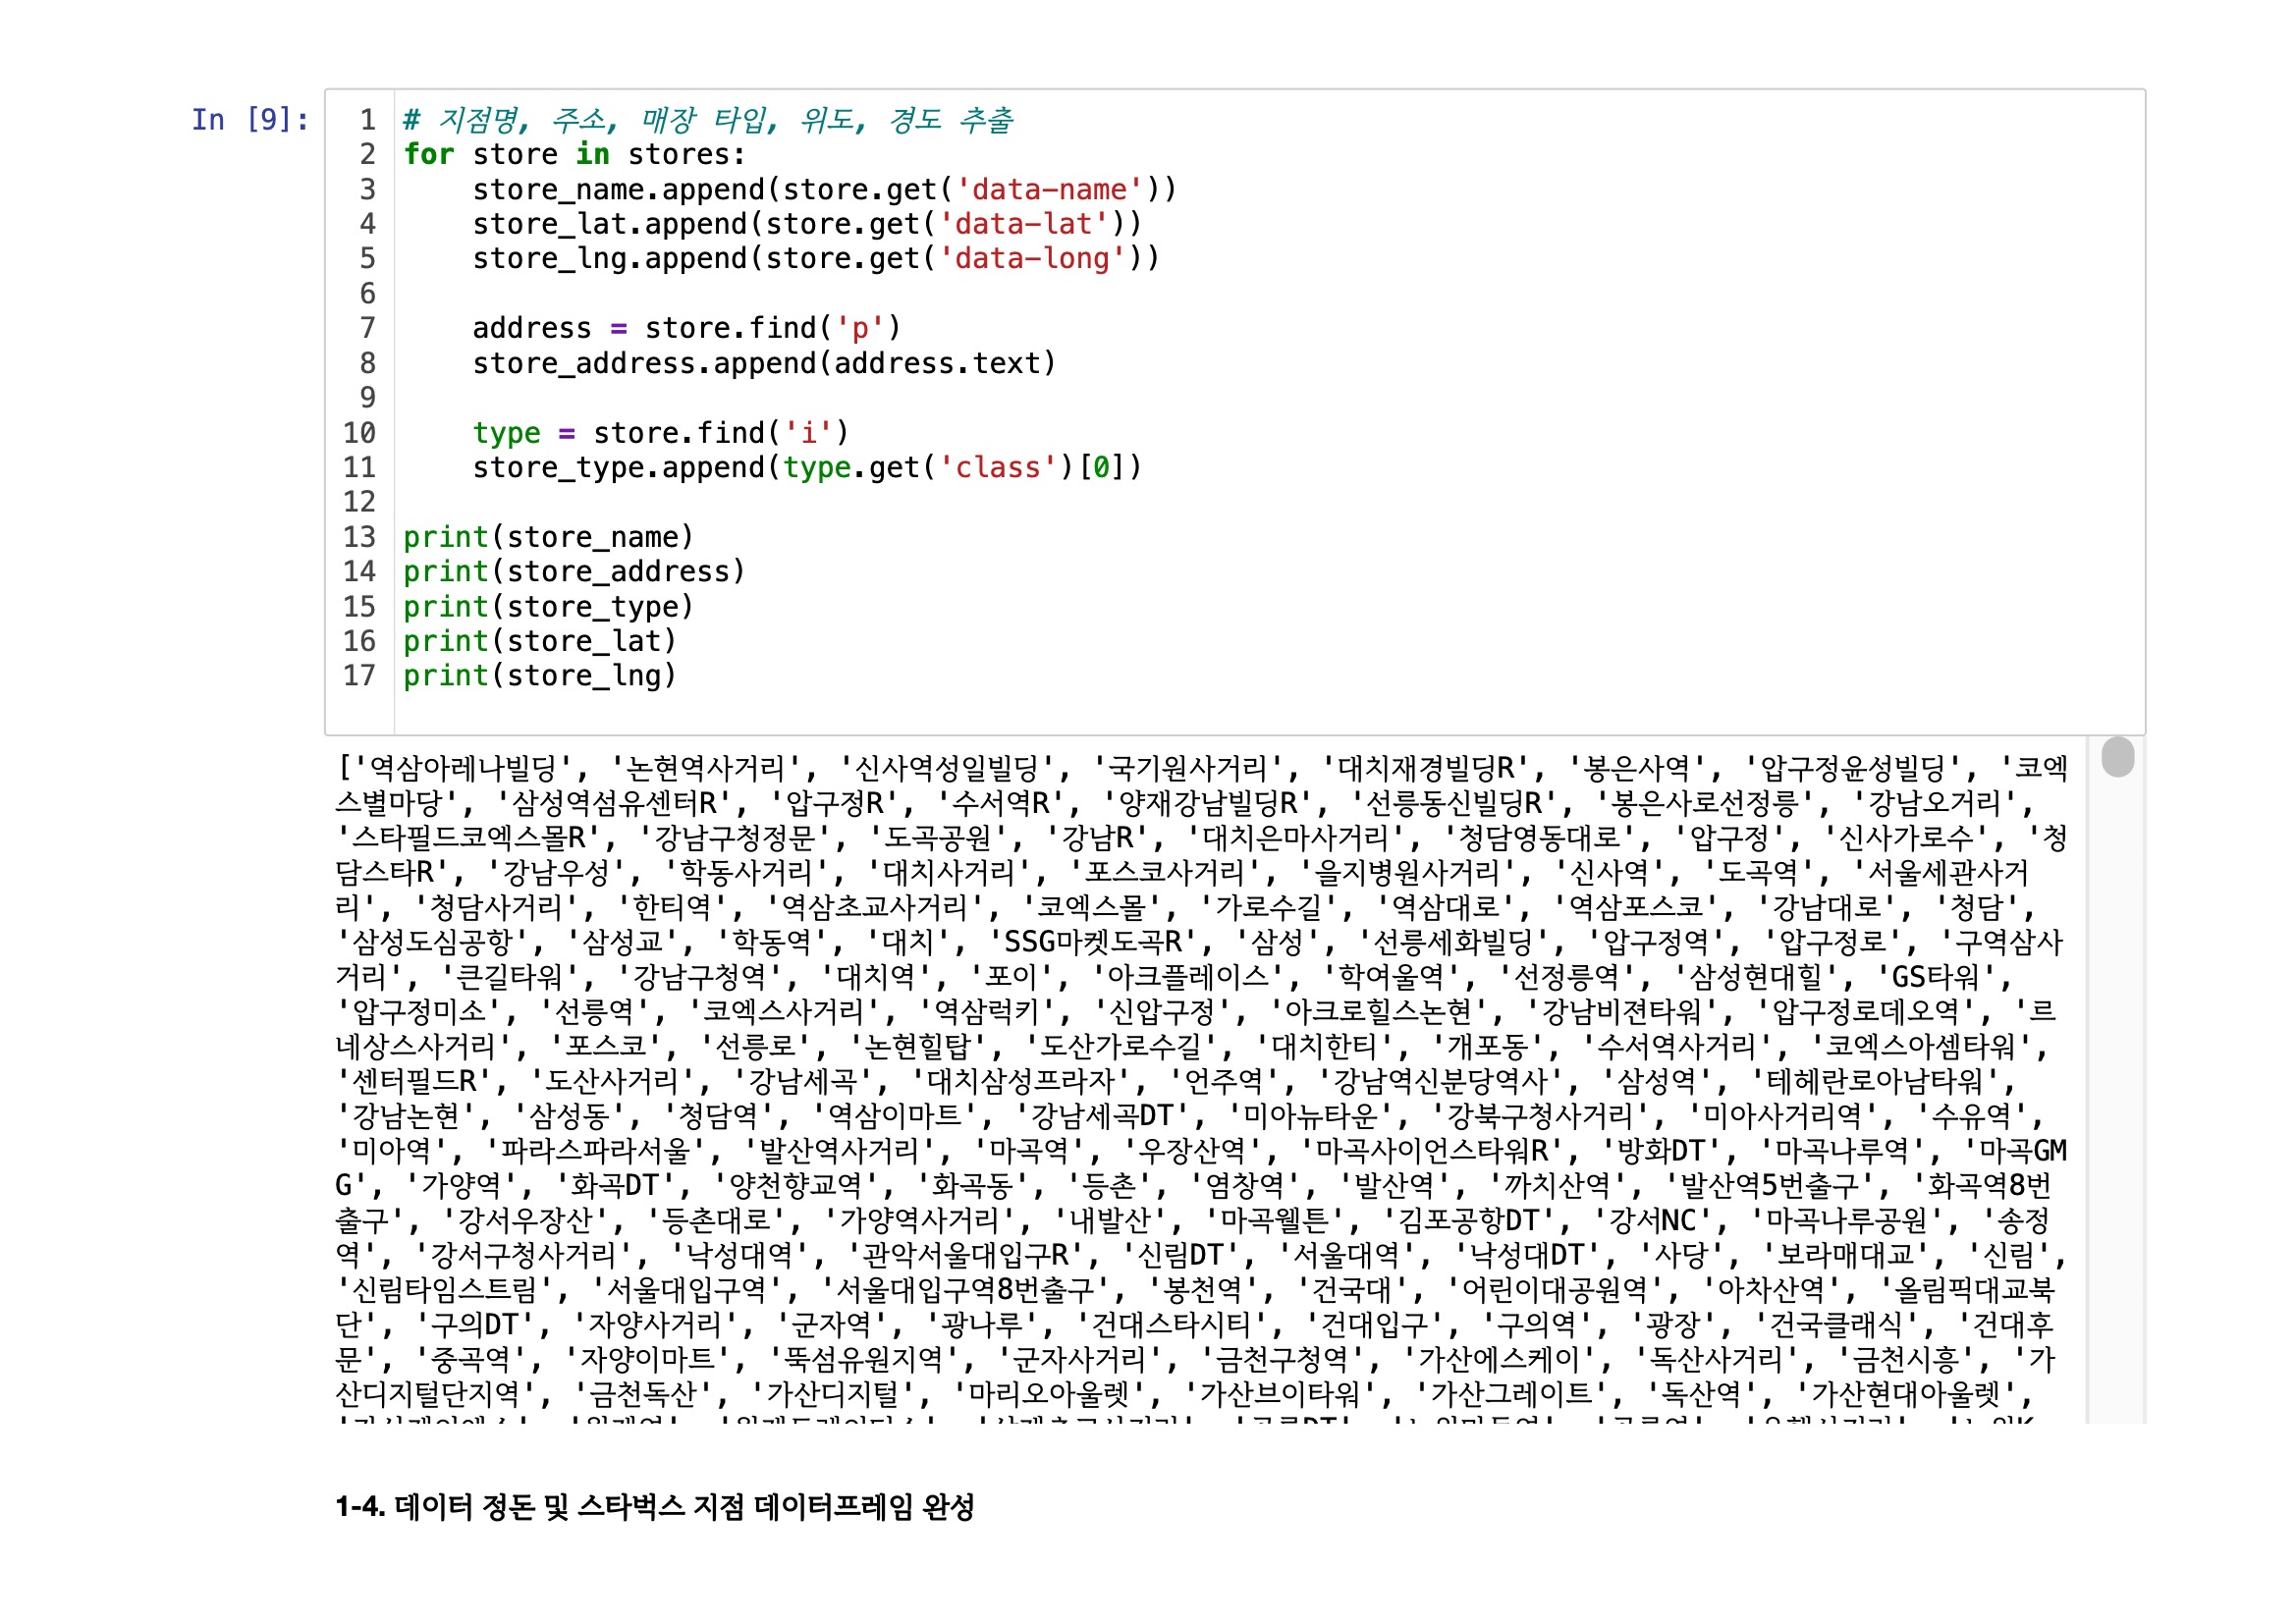 In [9]:
1 # 지점명, 주소, 매장 타입, 위도, 경도 추출
2 for store in stores:
3     store_name.append(store.get('data-name'))
4     store_lat.append(store.get('data-lat'))
5     store_lng.append(store.get('data-long'))
6
7     address = store.find('p')
8     store_address.append(address.text)
9
10     type = store.find('i')
11     store_type.append(type.get('class')[0])
12
13 print(store_name)
14 print(store_address)
15 print(store_type)
16 print(store_lat)
17 print(store_lng)
['역삼아레나빌딩', '논현역사거리', '신사역성일빌딩', '국기원사거리', '대치재경빌딩R', '봉은사역', '압구정윤성빌딩', '코엑
스별마당', '삼성역섬유센터R', '압구정R', '수서역R', '양재강남빌딩R', '선릉동신빌딩R', '봉은사로선정릉', '강남오거리',
'스타필드코엑스몰R', '강남구청정문', '도곡공원', '강남R', '대치은마사거리', '청담영동대로', '압구정', '신사가로수', '청
담스타R', '강남우성', '학동사거리', '대치사거리', '포스코사거리', '을지병원사거리', '신사역', '도곡역', '서울세관사거
리', '청담사거리', '한티역', '역삼초교사거리', '코엑스몰', '가로수길', '역삼대로', '역삼포스코', '강남대로', '청담',
'삼성도심공항', '삼성교', '학동역', '대치', 'SSG마켓도곡R', '삼성', '선릉세화빌딩', '압구정역', '압구정로', '구역삼사
거리', '큰길타워', '강남구청역', '대치역', '포이', '아크플레이스', '학여울역', '선정릉역', '삼성현대힐', 'GS타워',
'압구정미소', '선릉역', '코엑스사거리', '역삼럭키', '신압구정', '아크로힐스논현', '강남비젼타워', '압구정로데오역', '르
네상스사거리', '포스코', '선릉로', '논현힐탑', '도산가로수길', '대치한티', '개포동', '수서역사거리', '코엑스아셈타워',
'센터필드R', '도산사거리', '강남세곡', '대치삼성프라자', '언주역', '강남역신분당역사', '삼성역', '테헤란로아남타워',
'강남논현', '삼성동', '청담역', '역삼이마트', '강남세곡DT', '미아뉴타운', '강북구청사거리', '미아사거리역', '수유역',
'미아역', '파라스파라서울', '발산역사거리', '마곡역', '우장산역', '마곡사이언스타워R', '방화DT', '마곡나루역', '마곡GM
G', '가양역', '화곡DT', '양천향교역', '화곡동', '등촌', '염창역', '발산역', '까치산역', '발산역5번출구', '화곡역8번
출구', '강서우장산', '등촌대로', '가양역사거리', '내발산', '마곡웰튼', '김포공항DT', '강서NC', '마곡나루공원', '송정
역', '강서구청사거리', '낙성대역', '관악서울대입구R', '신림DT', '서울대역', '낙성대DT', '사당', '보라매대교', '신림',
'신림타임스트림', '서울대입구역', '서울대입구역8번출구', '봉천역', '건국대', '어린이대공원역', '아차산역', '올림픽대교북
단', '구의DT', '자양사거리', '군자역', '광나루', '건대스타시티', '건대입구', '구의역', '광장', '건국클래식', '건대후
문', '중곡역', '자양이마트', '뚝섬유원지역', '군자사거리', '금천구청역', '가산에스케이', '독산사거리', '금천시흥', '가
산디지털단지역', '금천독산', '가산디지털', '마리오아울렛', '가산브이타워', '가산그레이트', '독산역', '가산현대아울렛',
1-4. 데이터 정돈 및 스타벅스 지점 데이터프레임 완성